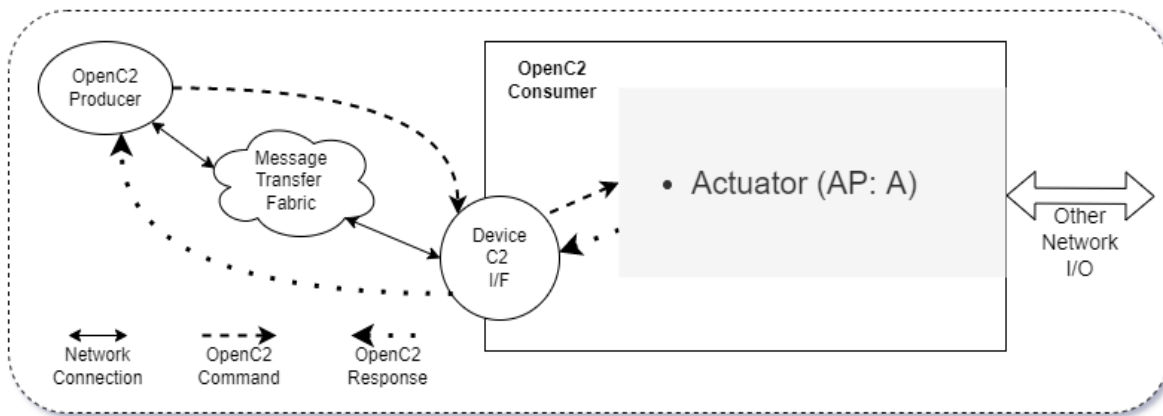 OpenC2
Producer
OpenC2
Consumer
Message
Transfer
Fabric
• Actuator (AP: A)
Device
C2
I/F
Other
Network
I/O
Network
Connection
OpenC2
Command
OpenC2
Response